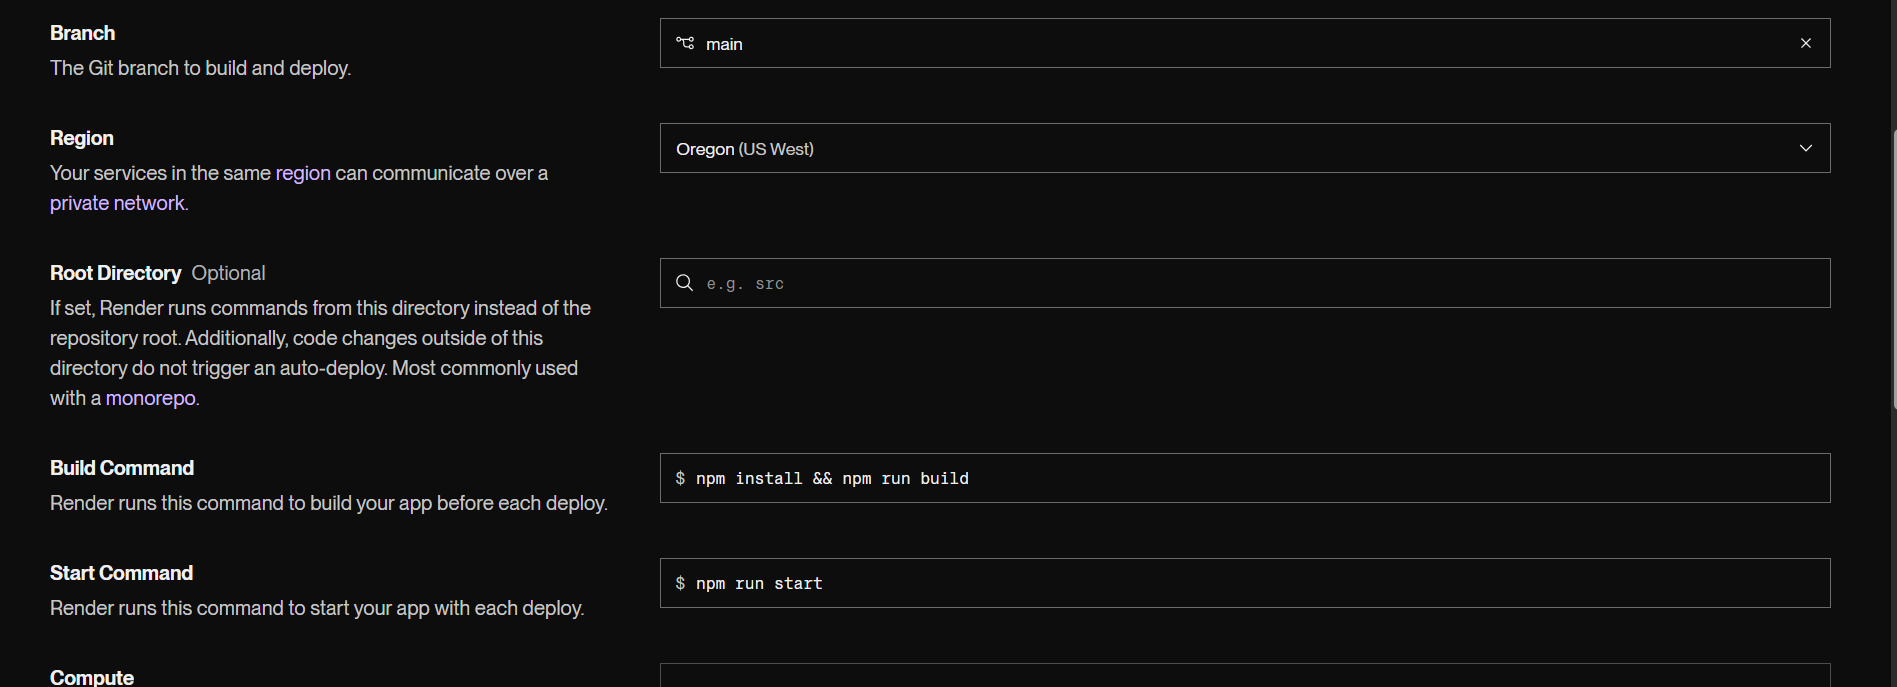 Branch
The Git branch to build and deploy.
main
Region
Your services in the same region can communicate over a
private network.
Oregon (US West)
Root Directory Optional
If set, Render runs commands from this directory instead of the
repository root. Additionally, code changes outside of this
directory do not trigger an auto-deploy. Most commonly used
with a monorepo.
e.g. src
Build Command
Render runs this command to build your app before each deploy.
$ npm install && npm run build
Start Command
Render runs this command to start your app with each deploy.
$ npm run start
Compute